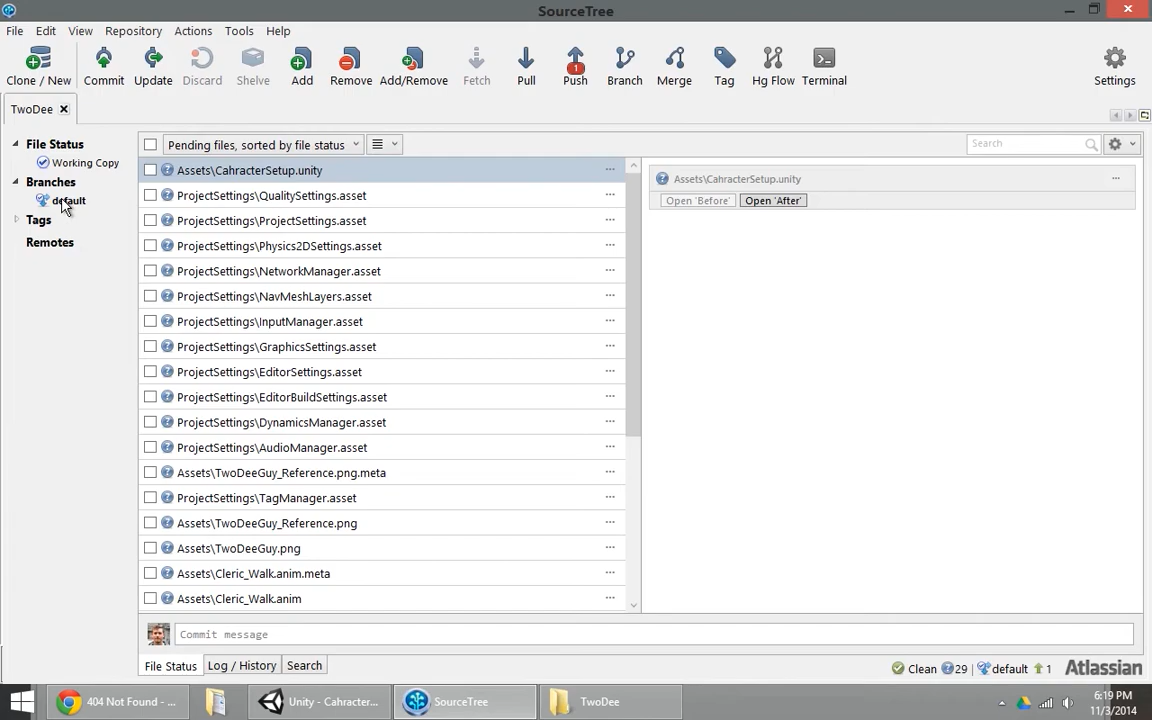 SourceTree
File Edit View Repository Actions Tools Help
Clone / New Commit Update Discard Shelve Add Remove Add/Remove Fetch Pull Push Branch Merge Tag Hg Flow Terminal Settings
1
TwoDee
File Status
Working Copy
Branches
default
Tags
Remotes
Pending files, sorted by file status
Search
Assets\CahracterSetup.unity
ProjectSettings\QualitySettings.asset
ProjectSettings\ProjectSettings.asset
ProjectSettings\Physics2DSettings.asset
ProjectSettings\NetworkManager.asset
ProjectSettings\NavMeshLayers.asset
ProjectSettings\InputManager.asset
ProjectSettings\GraphicsSettings.asset
ProjectSettings\EditorSettings.asset
ProjectSettings\EditorBuildSettings.asset
ProjectSettings\DynamicsManager.asset
ProjectSettings\AudioManager.asset
Assets\TwoDeeGuy_Reference.png.meta
ProjectSettings\TagManager.asset
Assets\TwoDeeGuy_Reference.png
Assets\TwoDeeGuy.png
Assets\Cleric_Walk.anim.meta
Assets\Cleric_Walk.anim
Assets\CahracterSetup.unity
Open 'Before' Open 'After'
Commit message
File Status Log / History Search
Clean 29 default 1 Atlassian
404 Not Found - ... Unity - Cahracter... SourceTree TwoDee
6:19 PM
11/3/2014